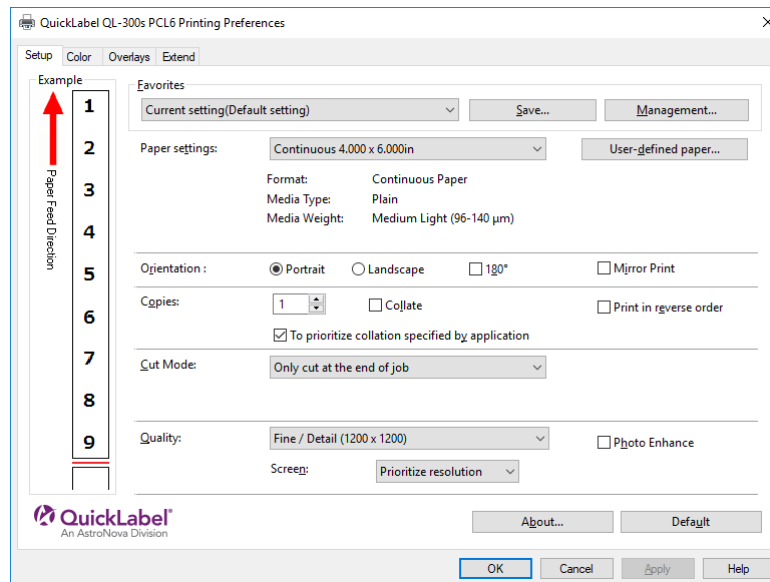 QuickLabel QL-300s PCL6 Printing Preferences
Setup Color Overlays Extend
Example
Paper Feed Direction
1
2
3
4
5
6
7
8
9
Favorites
Current setting(Default setting) Save... Management...
Paper settings: Continuous 4.000 x 6.000in User-defined paper...
Format: Continuous Paper
Media Type: Plain
Media Weight: Medium Light (96-140 µm)
Orientation : Portrait Landscape 180° Mirror Print
Copies: 1 Collate Print in reverse order
To prioritize collation specified by application
Cut Mode: Only cut at the end of job
Quality: Fine / Detail (1200 x 1200) Photo Enhance
Screen: Prioritize resolution
QuickLabel®
An AstroNova Division
About... Default
OK Cancel Apply Help